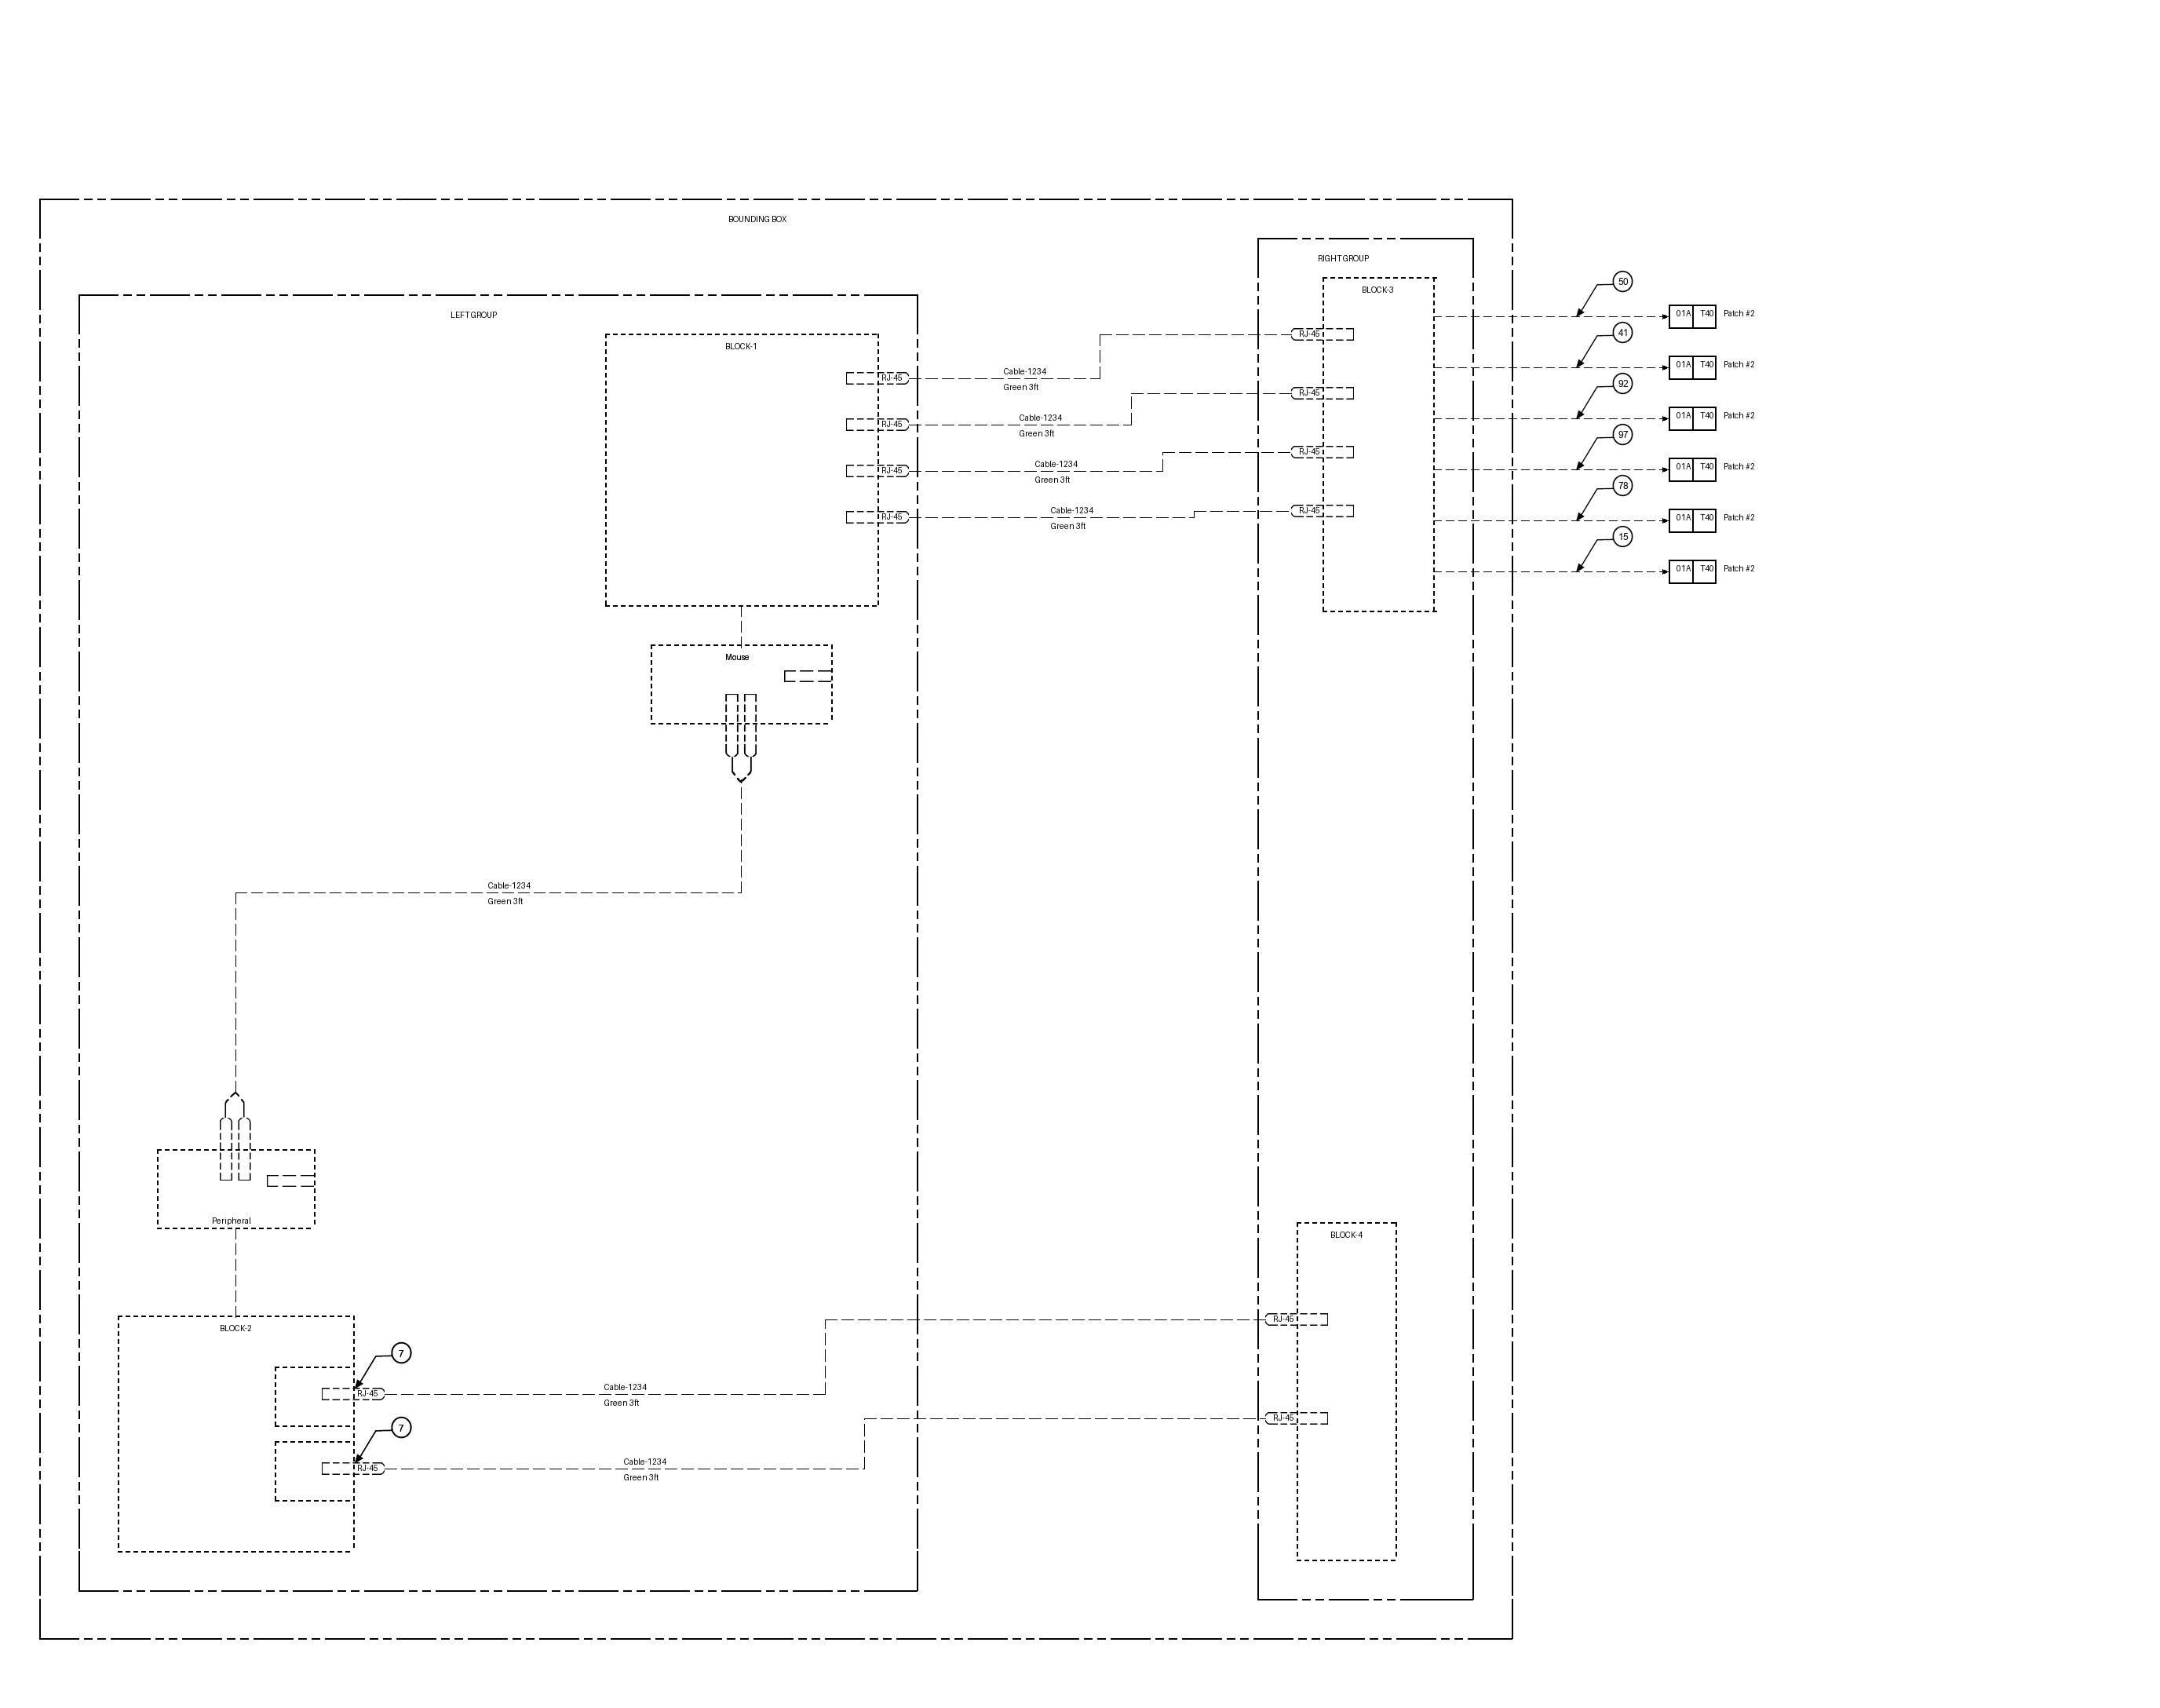 BOUNDING BOX
RIGHT GROUP
LEFT GROUP
BLOCK-3
BLOCK-1
50
01A T40 Patch #2
41
01A T40 Patch #2
92
01A T40 Patch #2
97
01A T40 Patch #2
78
01A T40 Patch #2
15
01A T40 Patch #2
RJ-45
Cable-1234
Green 3ft
RJ-45
RJ-45
Cable-1234
Green 3ft
RJ-45
RJ-45
Cable-1234
Green 3ft
RJ-45
RJ-45
Cable-1234
Green 3ft
RJ-45
Mouse
Cable-1234
Green 3ft
Peripheral
BLOCK-4
BLOCK-2
7
RJ-45
Cable-1234
Green 3ft
RJ-45
7
RJ-45
Cable-1234
Green 3ft
RJ-45